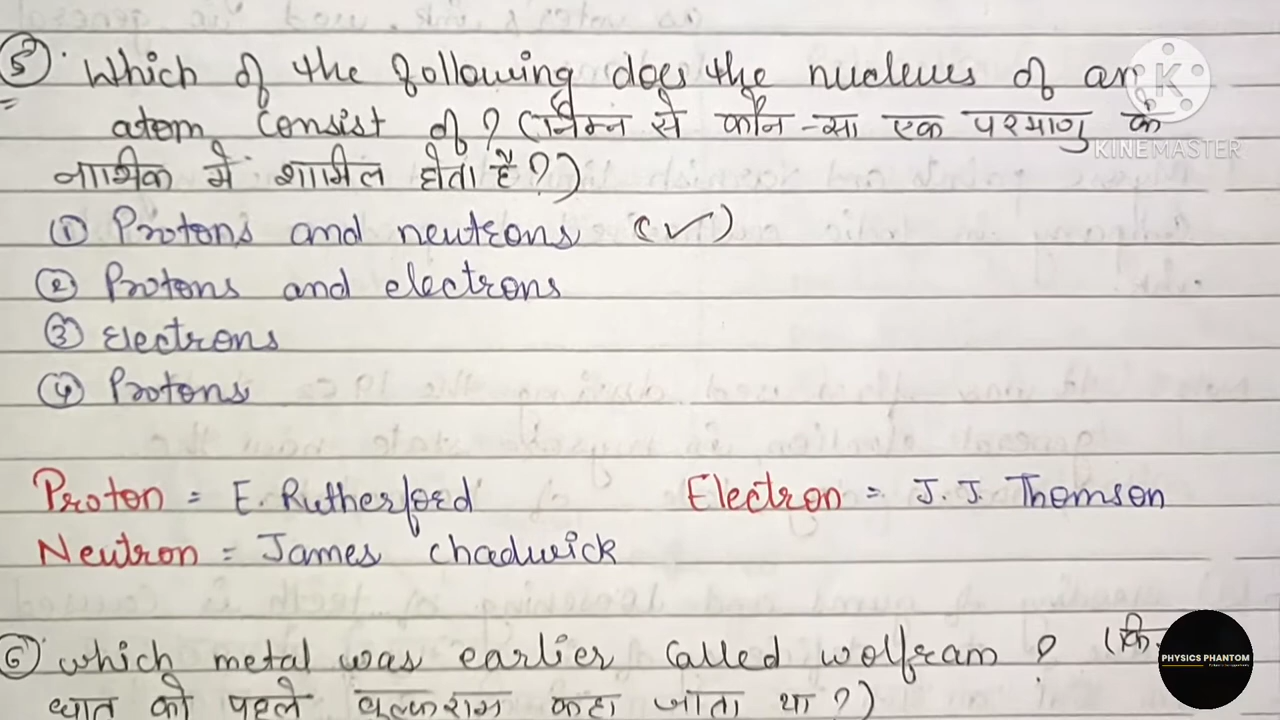 5. Which of the following does the nucleus of an
atom consist of? (निम्न से कौन-सा एक परमाणु के
नाभिक में शामिल होता है?)
① Protons and neutrons (✓)
② Protons and electrons
③ Electrons
④ Protons
Proton = E. Rutherford Electron = J. J. Thomson
Neutron = James Chadwick
⑥ which metal was earlier called wolfram? (किस
धातु को पहले वुल्फराम कहा जाता था?)
K
KINEMASTER
PHYSICS PHANTOM